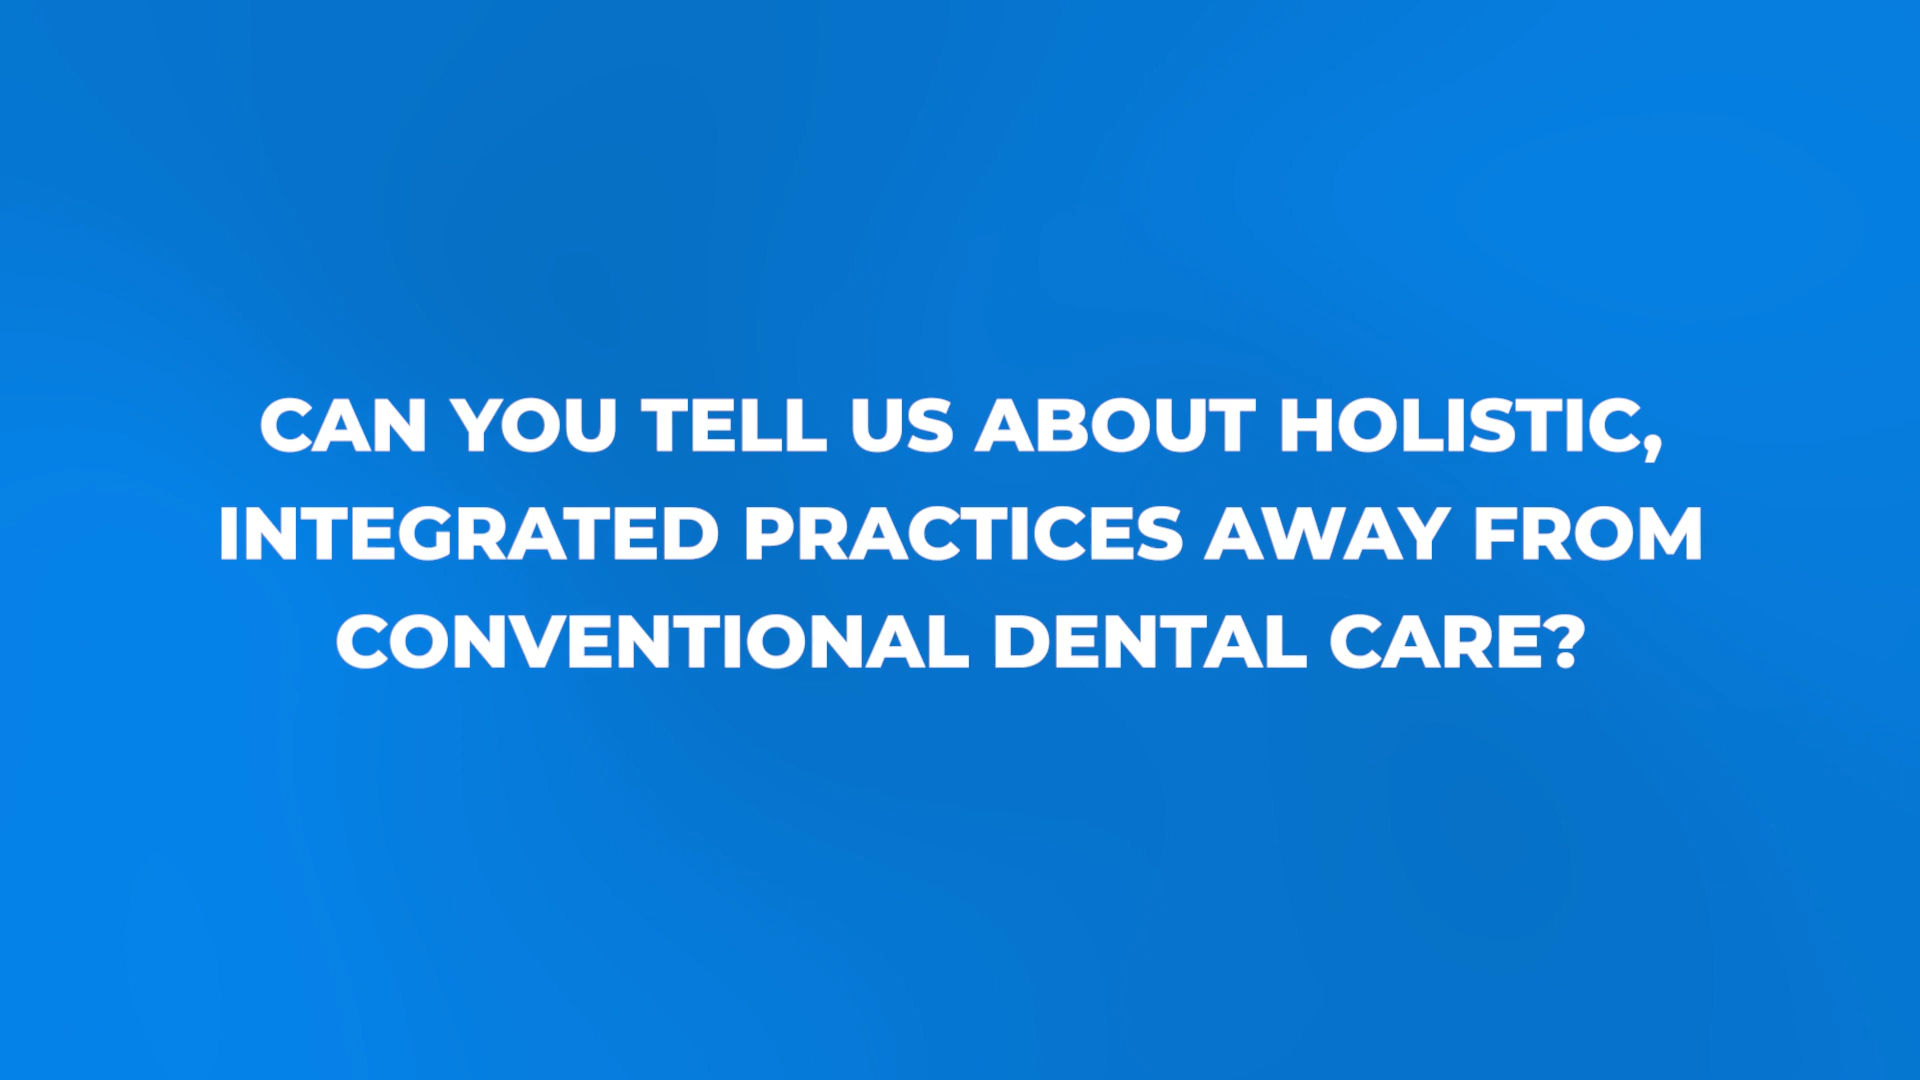 CAN YOU TELL US ABOUT HOLISTIC,
INTEGRATED PRACTICES AWAY FROM
CONVENTIONAL DENTAL CARE?